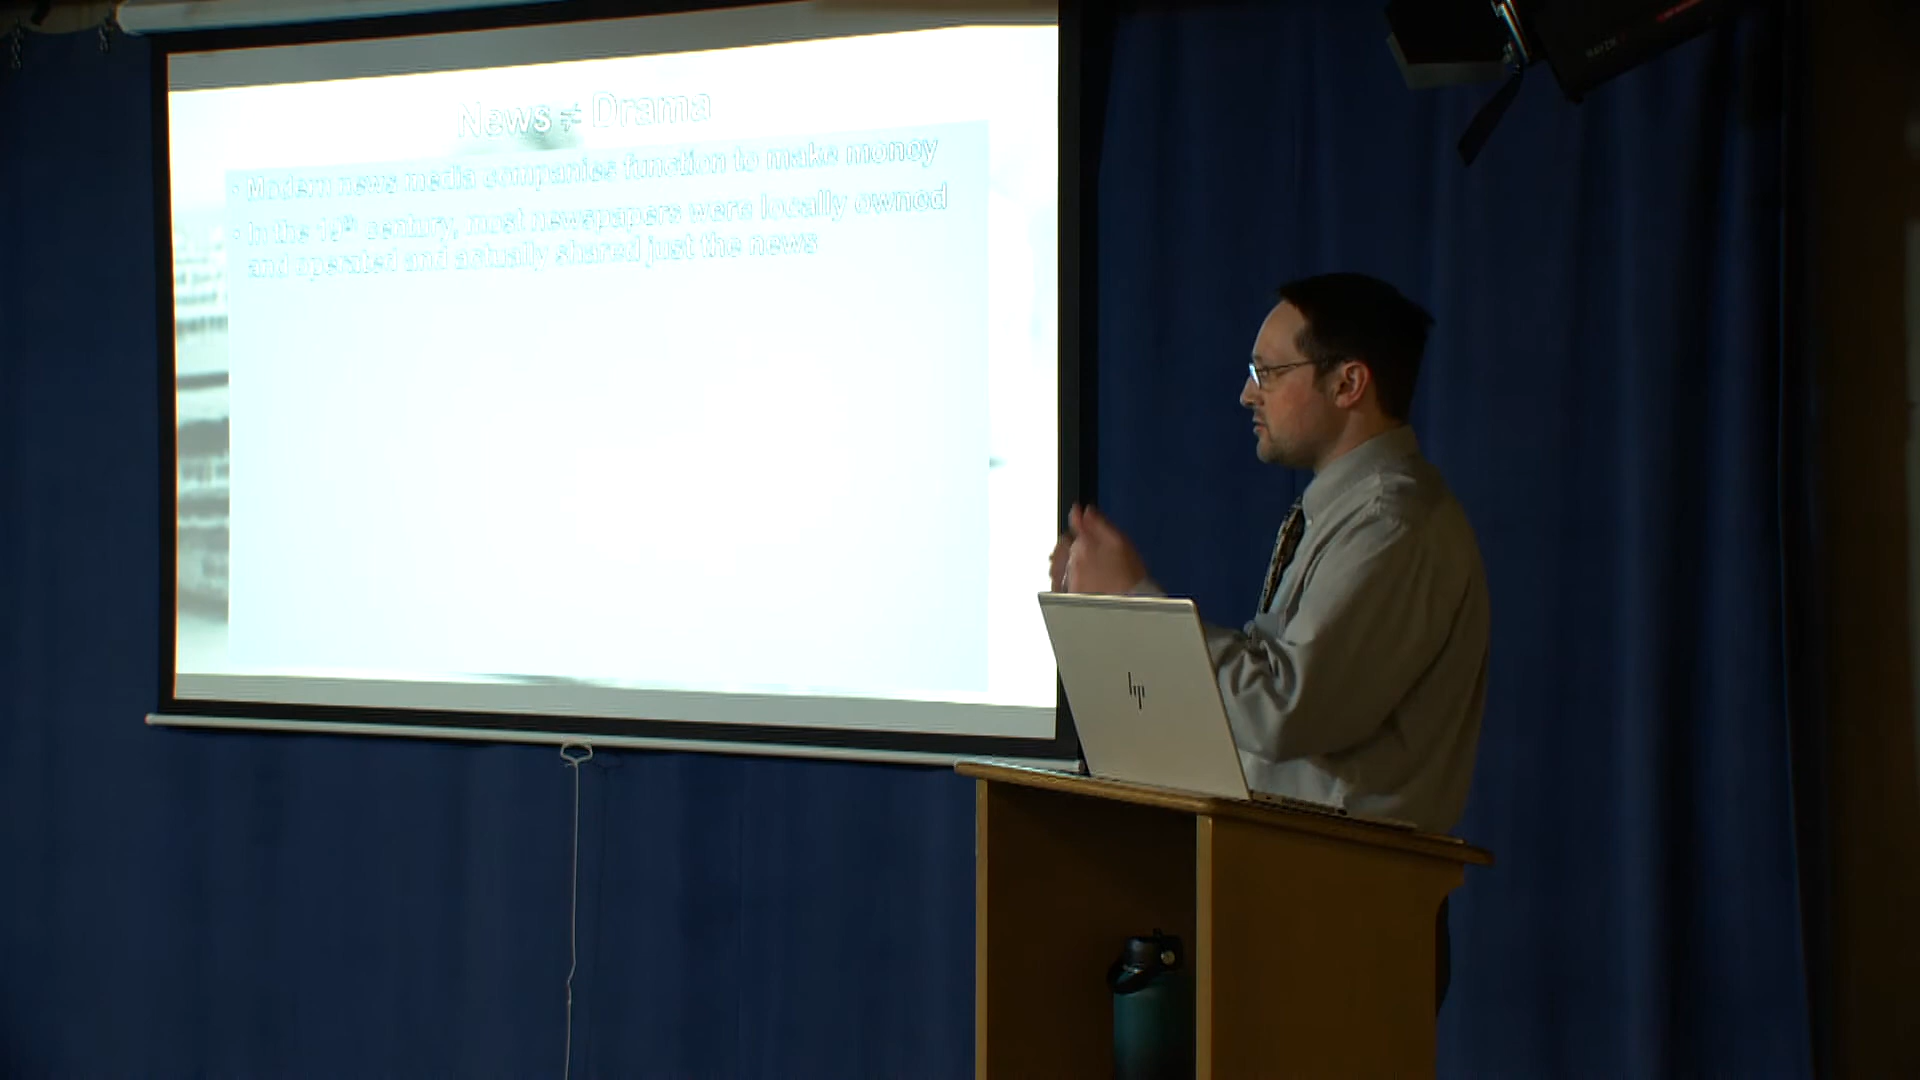 News ≠ Drama
• Modern news media companies function to make money
• In the 19th century, most newspapers were locally owned
and operated and actually shared just the news
hp